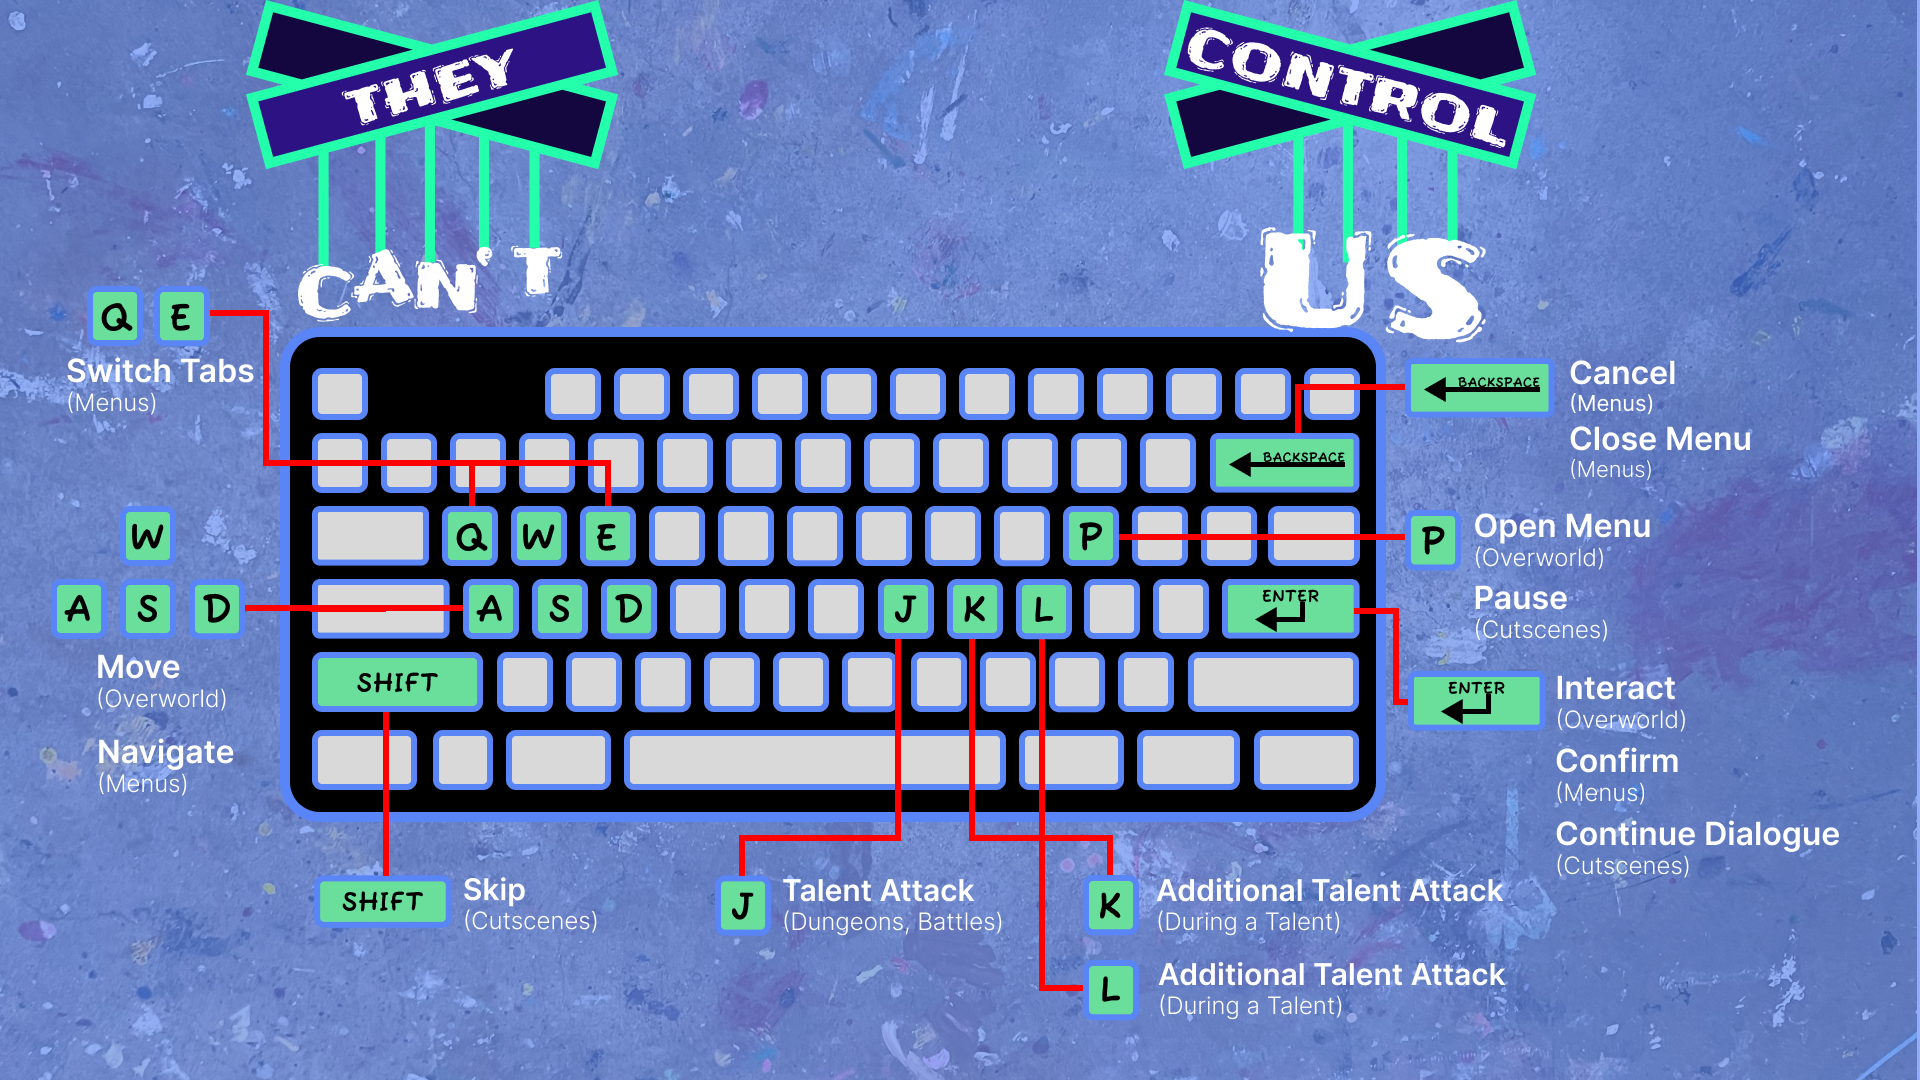 THEY
CAN'T
CONTROL
US
Q E
Switch Tabs
(Menus)
W
A S D
Move
(Overworld)
Navigate
(Menus)
BACKSPACE
Q W E P
A S D J K L ENTER
SHIFT
BACKSPACE
Cancel
(Menus)
Close Menu
(Menus)
P
Open Menu
(Overworld)
Pause
(Cutscenes)
ENTER
Interact
(Overworld)
Confirm
(Menus)
Continue Dialogue
(Cutscenes)
SHIFT
Skip
(Cutscenes)
J
Talent Attack
(Dungeons, Battles)
K
Additional Talent Attack
(During a Talent)
L
Additional Talent Attack
(During a Talent)